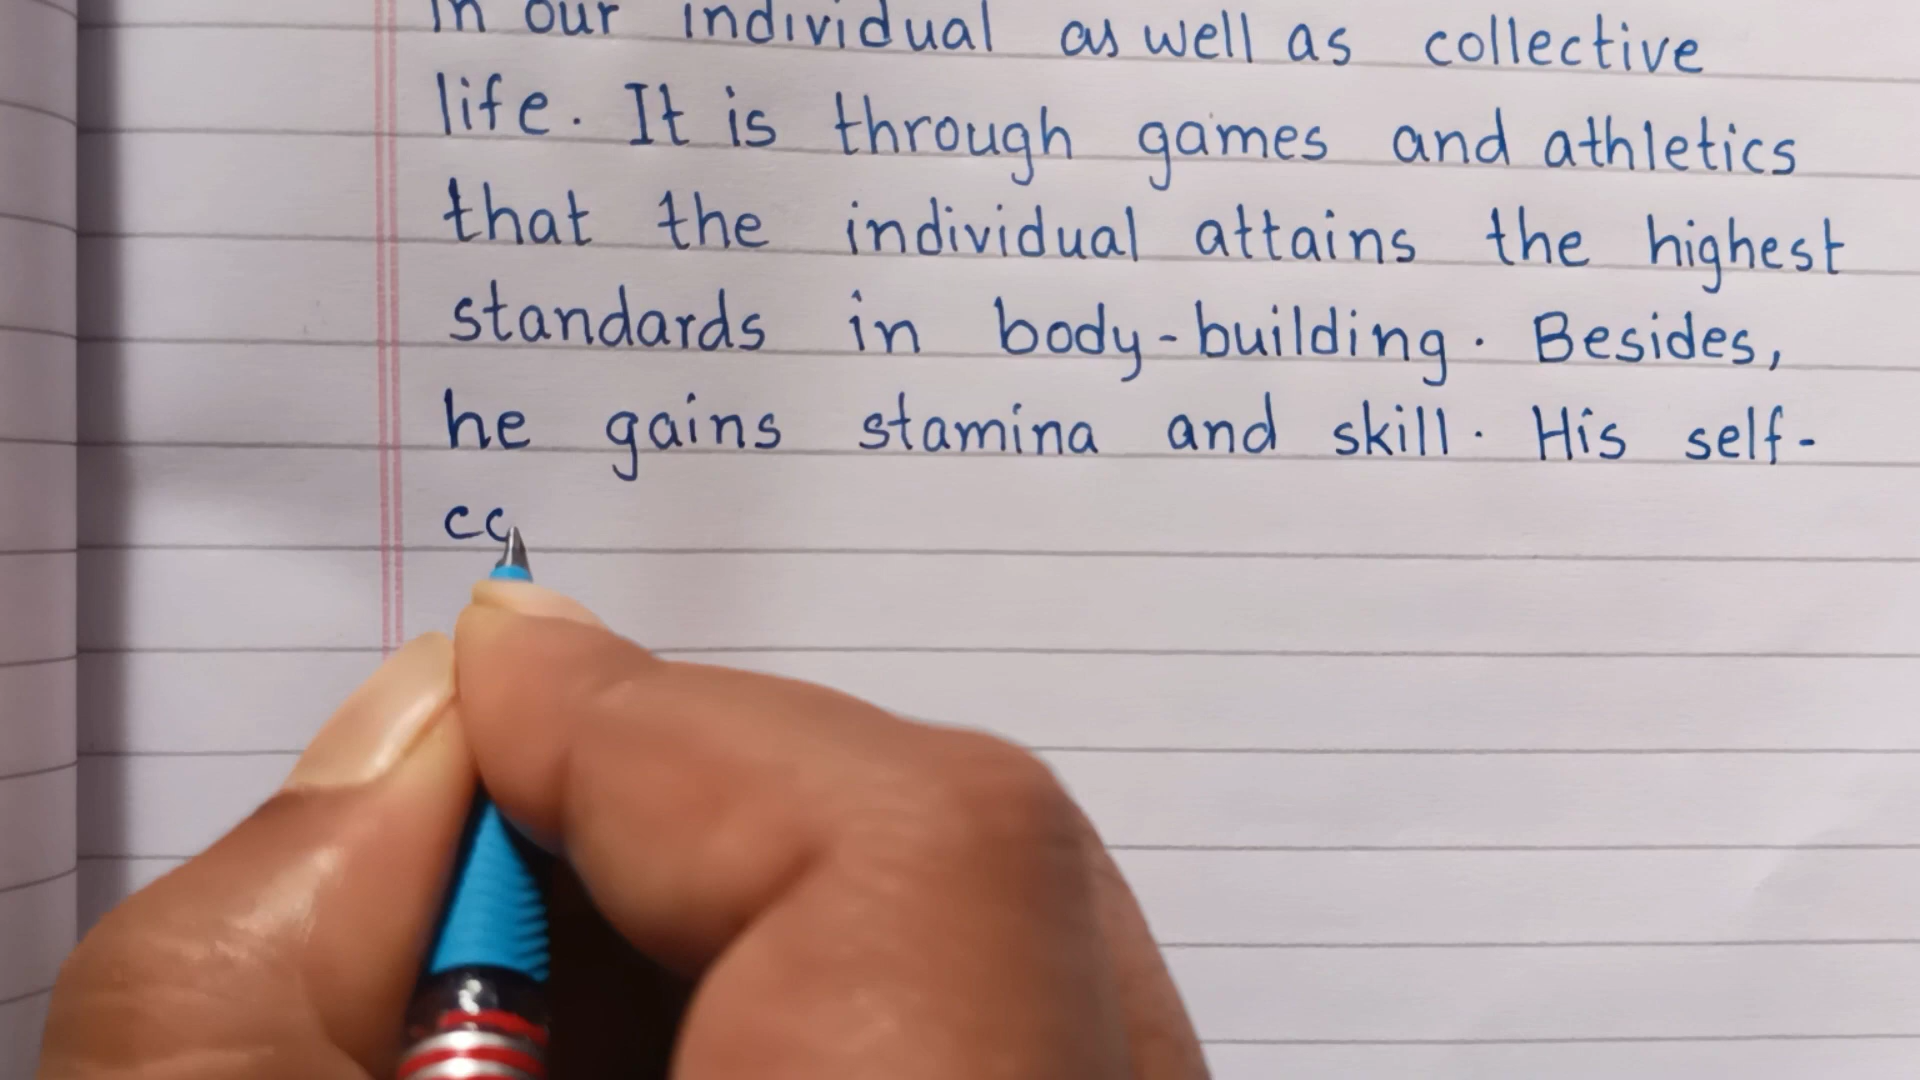 in our individual as well as collective
life. It is through games and athletics
that the individual attains the highest
standards in body-building. Besides,
he gains stamina and skill. His self-